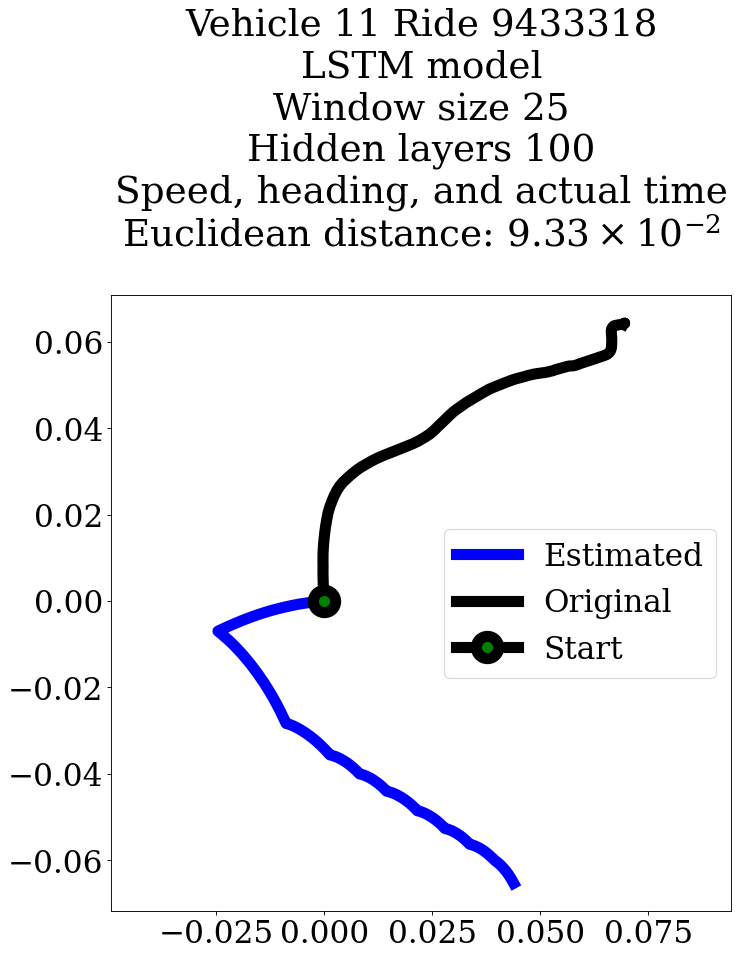 Vehicle 11 Ride 9433318
LSTM model
Window size 25
Hidden layers 100
Speed, heading, and actual time
Euclidean distance: 9.33 × 10⁻²
0.06
0.04
0.02
0.00
−0.02
−0.04
−0.06
Estimated
Original
Start
−0.025 0.000 0.025 0.050 0.075